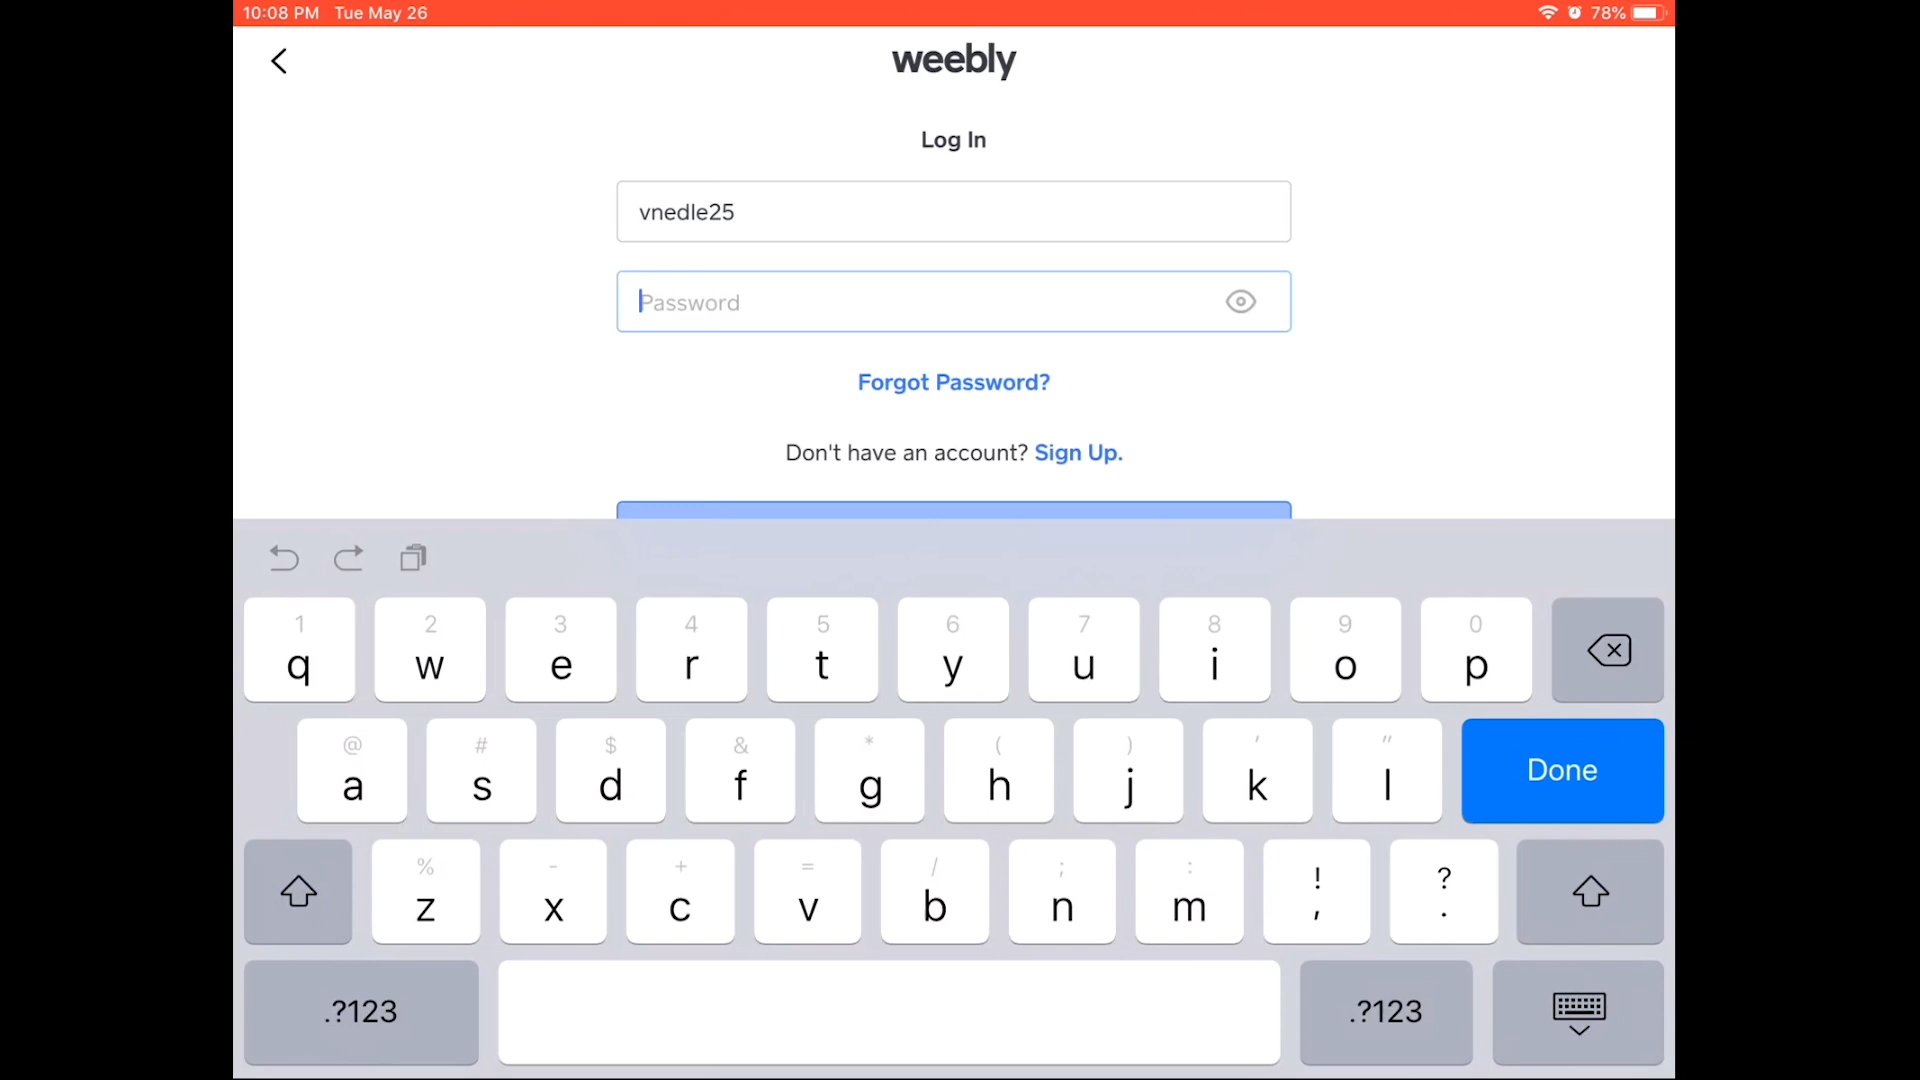 10:08 PM Tue May 26 78%
weebly
Log In
vnedle25
Password
Forgot Password?
Don't have an account? Sign Up.
1 2 3 4 5 6 7 8 9 0
q w e r t y u i o p
@ # $ & * ( ) ' "
a s d f g h j k l Done
% - + = / ; : ! ?
z x c v b n m , .
.?123 .?123